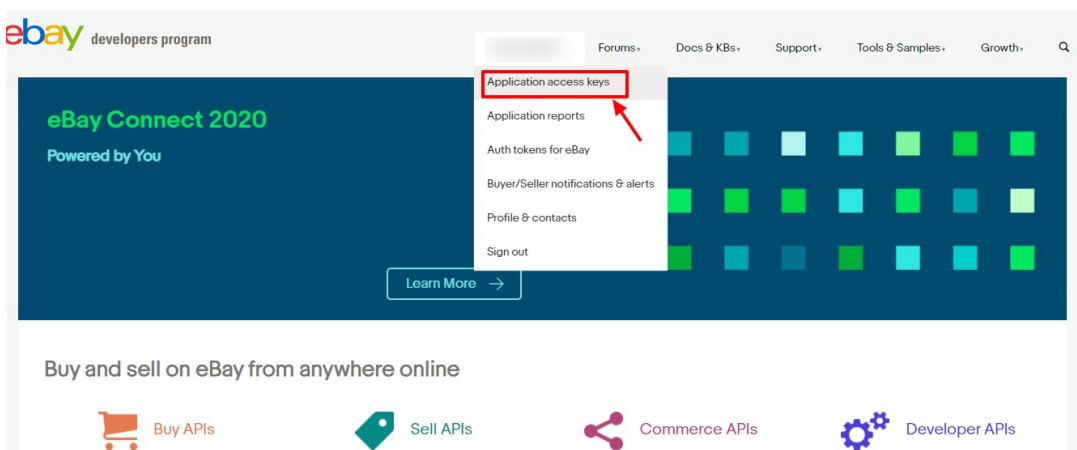 ebay developers program
Forums
Docs & KBs
Support
Tools & Samples
Growth
Application access keys
Application reports
Auth tokens for eBay
Buyer/Seller notifications & alerts
Profile & contacts
Sign out
eBay Connect 2020
Powered by You
Learn More
Buy and sell on eBay from anywhere online
Buy APIs
Sell APIs
Commerce APIs
Developer APIs